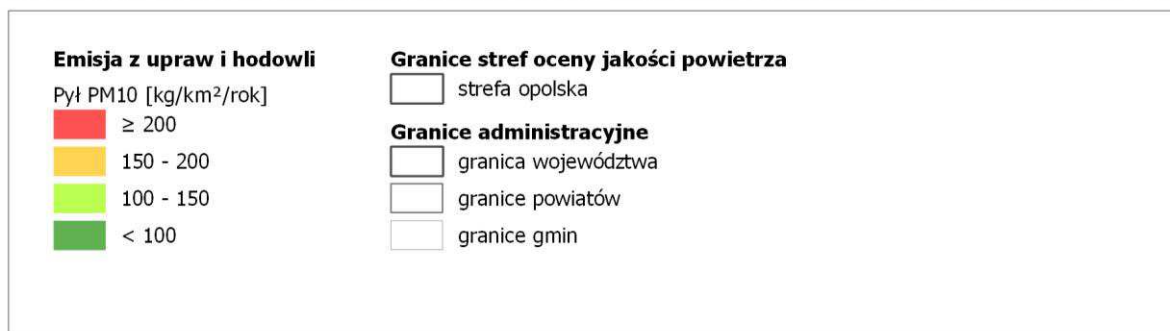 Emisja z upraw i hodowli
Pył PM10 [kg/km²/rok]
≥ 200
150 - 200
100 - 150
< 100
Granice stref oceny jakości powietrza
strefa opolska
Granice administracyjne
granica województwa
granice powiatów
granice gmin